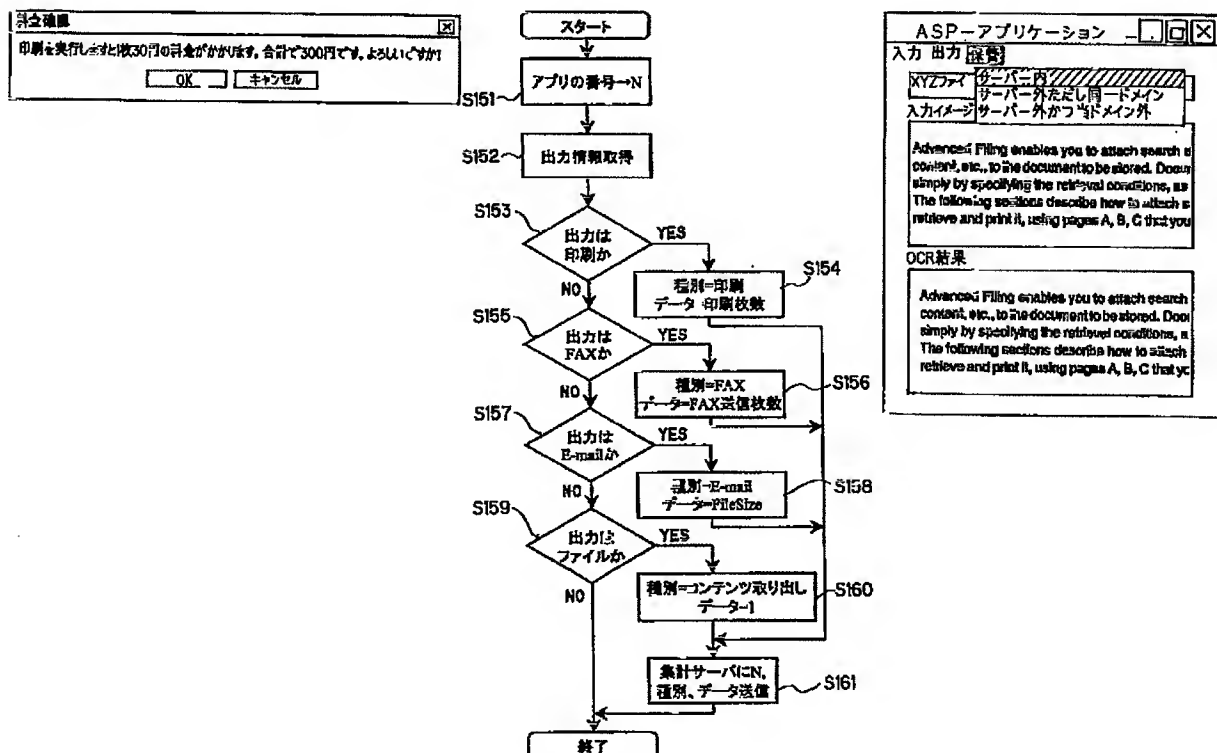 料金確認
印刷を実行しますと1枚30円の料金がかかります。合計で300円です。よろしいですか!
OK
キャンセル
スタート
アプリの番号→N
S151
出力情報取得
S152
S153
出力は
印刷か
YES
NO
S154
種別=印刷
データ=印刷枚数
S155
出力は
FAXか
YES
NO
S156
種別=FAX
データ=FAX送信枚数
S157
出力は
E-mailか
YES
NO
S158
種別=E-mail
データ=FileSize
S159
出力は
ファイルか
YES
NO
S160
種別=コンテンツ取り出し
データ=1
集計サーバにN,
種別、データ送信
S161
終了
ASP-アプリケーション
入力 出力
XYZファイ
サーバー内
サーバー外ただし同一ドメイン
サーバー外かつ当ドメイン外
入力イメージ
Advanced Filing enables you to attach search
content, etc., to the document to be stored. Docum
simply by specifying the retrieval conditions, as
The following sections describe how to attach s
retrieve and print it, using pages A, B, C that you
OCR結果
Advanced Filing enables you to attach search
content, etc., to the document to be stored. Doc
simply by specifying the retrieval conditions, a
The following sections describe how to attach
retrieve and print it, using pages A, B, C that yo